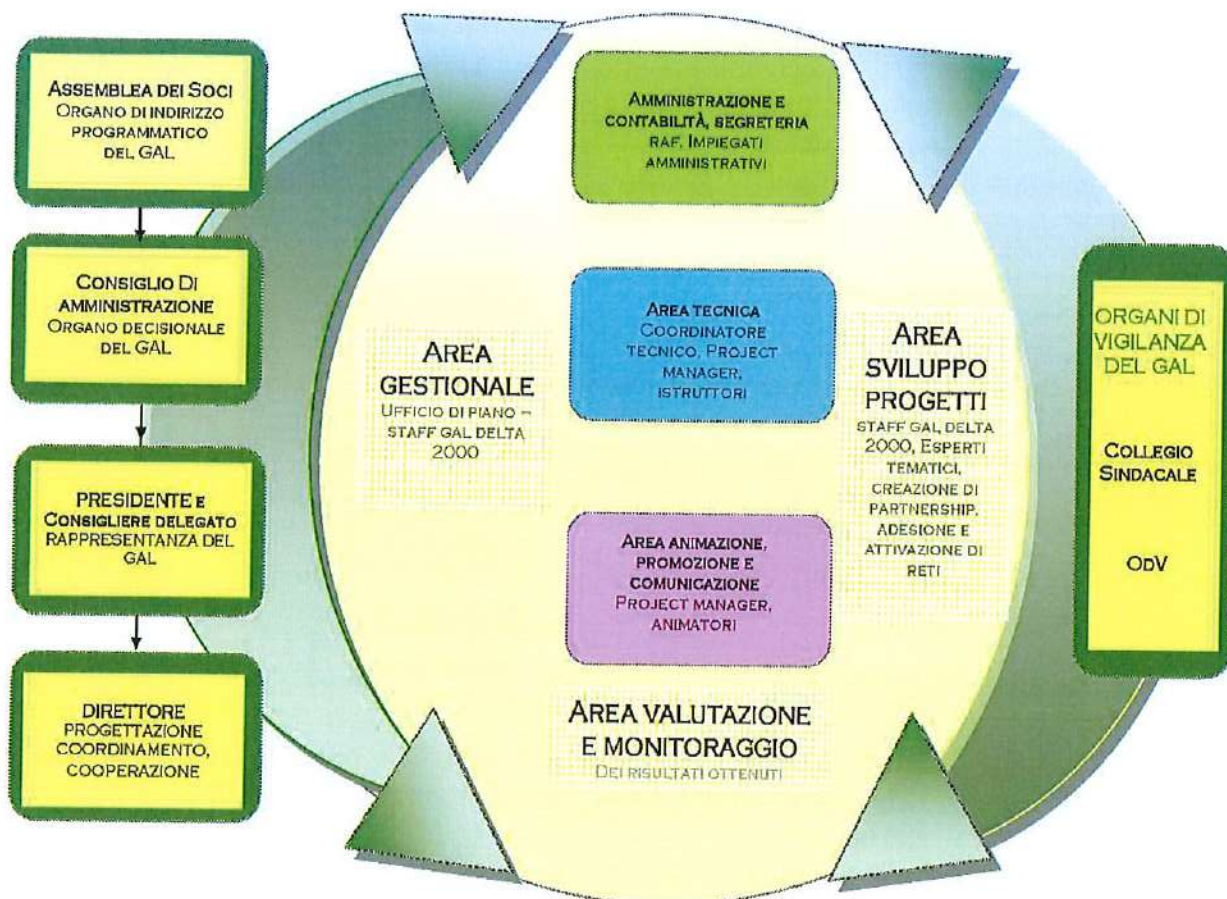 ASSEMBLEA DEI SOCI
ORGANO DI INDIRIZZO
PROGRAMMATICO
DEL GAL
CONSIGLIO DI
AMMINISTRAZIONE
ORGANO DECISIONALE
DEL GAL
PRESIDENTE E
CONSIGLIERE DELEGATO
RAPPRESENTANZA DEL
GAL
DIRETTORE
PROGETTAZIONE
COORDINAMENTO,
COOPERAZIONE
AREA
GESTIONALE
UFFICIO DI PIANO –
STAFF GAL DELTA
2000
AMMINISTRAZIONE E
CONTABILITÀ, SEGRETERIA
RAF, IMPIEGATI
AMMINISTRATIVI
AREA TECNICA
COORDINATORE
TECNICO, PROJECT
MANAGER,
ISTRUTTORI
AREA ANIMAZIONE,
PROMOZIONE E
COMUNICAZIONE
PROJECT MANAGER,
ANIMATORI
AREA VALUTAZIONE
E MONITORAGGIO
DEI RISULTATI OTTENUTI
AREA
SVILUPPO
PROGETTI
STAFF GAL DELTA
2000, ESPERTI
TEMATICI,
CREAZIONE DI
PARTNERSHIP,
ADESIONE E
ATTIVAZIONE DI
RETI
ORGANI DI
VIGILANZA
DEL GAL
COLLEGIO
SINDACALE
ODV